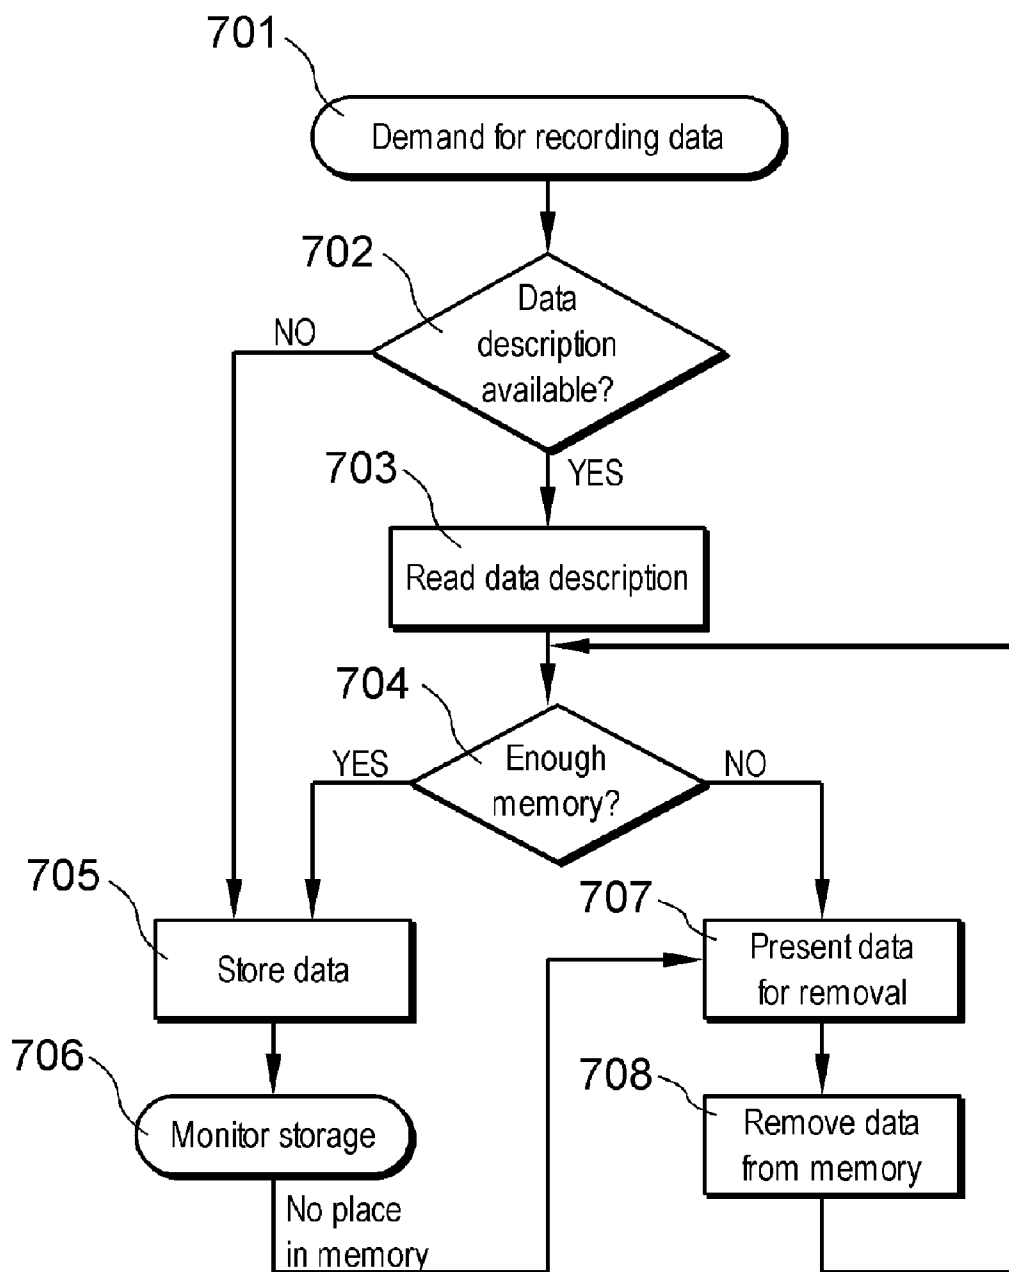 701
Demand for recording data
702
Data
description
available?
NO
YES
703
Read data description
704
Enough
memory?
YES
NO
705
Store data
707
Present data
for removal
706
Monitor storage
708
Remove data
from memory
No place
in memory